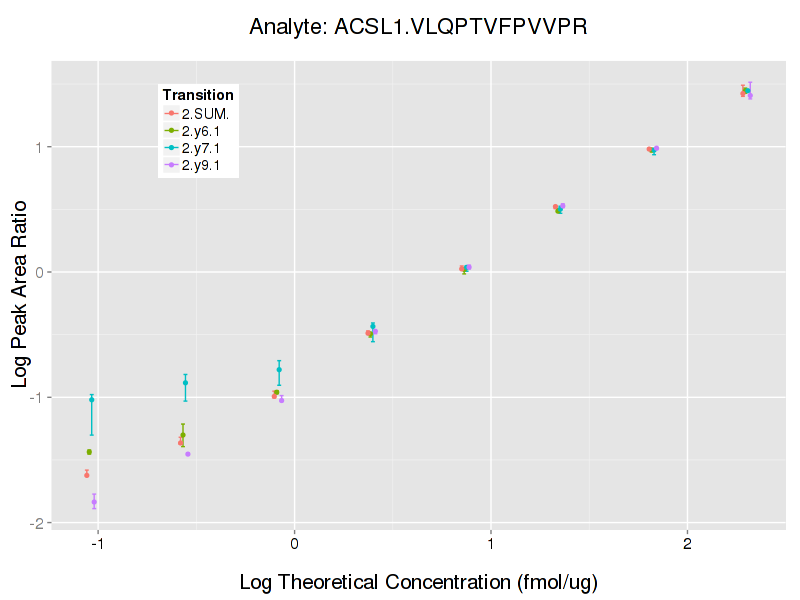 Analyte: ACSL1.VLQPTVFPVVPR
Transition
2.SUM.
2.y6.1
2.y7.1
2.y9.1
Log Peak Area Ratio
1
0
-1
-2
-1
0
1
2
Log Theoretical Concentration (fmol/ug)